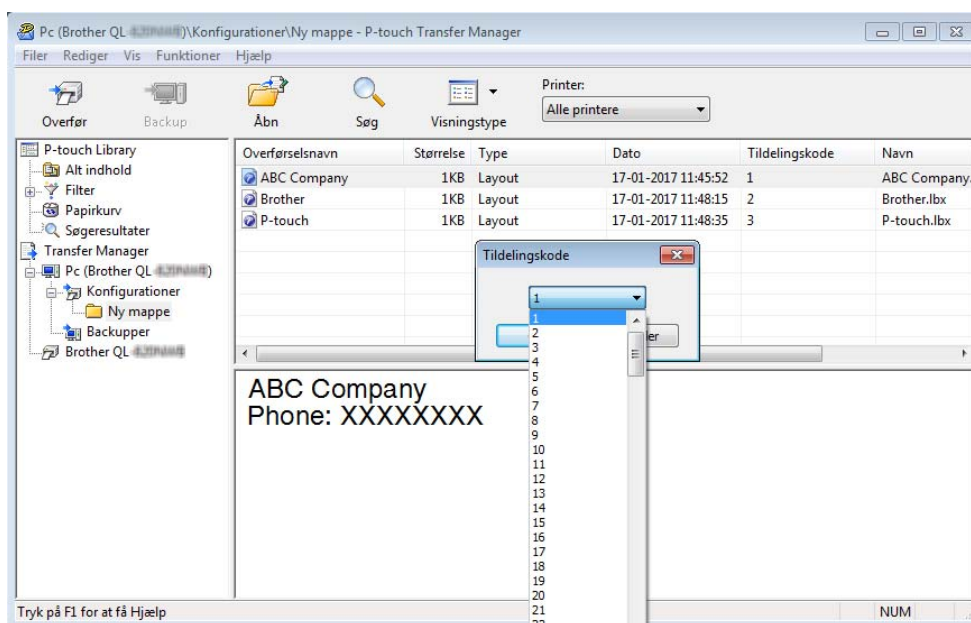 Pc (Brother QL )\Konfigurationer\Ny mappe - P-touch Transfer Manager
Filer Rediger Vis Funktioner Hjælp
Overfør Backup Åbn Søg Visningstype
Printer:
Alle printere
P-touch Library
Alt indhold
Filter
Papirkurv
Søgeresultater
Transfer Manager
Pc (Brother QL )
Konfigurationer
Ny mappe
Backupper
Brother QL
Overførselsnavn Størrelse Type Dato Tildelingskode Navn
ABC Company 1KB Layout 17-01-2017 11:45:52 1 ABC Company.
Brother 1KB Layout 17-01-2017 11:48:15 2 Brother.lbx
P-touch 1KB Layout 17-01-2017 11:48:35 3 P-touch.lbx
Tildelingskode
1
1
2
3
4
5
6
7
8
9
10
11
12
13
14
15
16
17
18
19
20
21
ABC Company
Phone: XXXXXXXX
Tryk på F1 for at få Hjælp
NUM